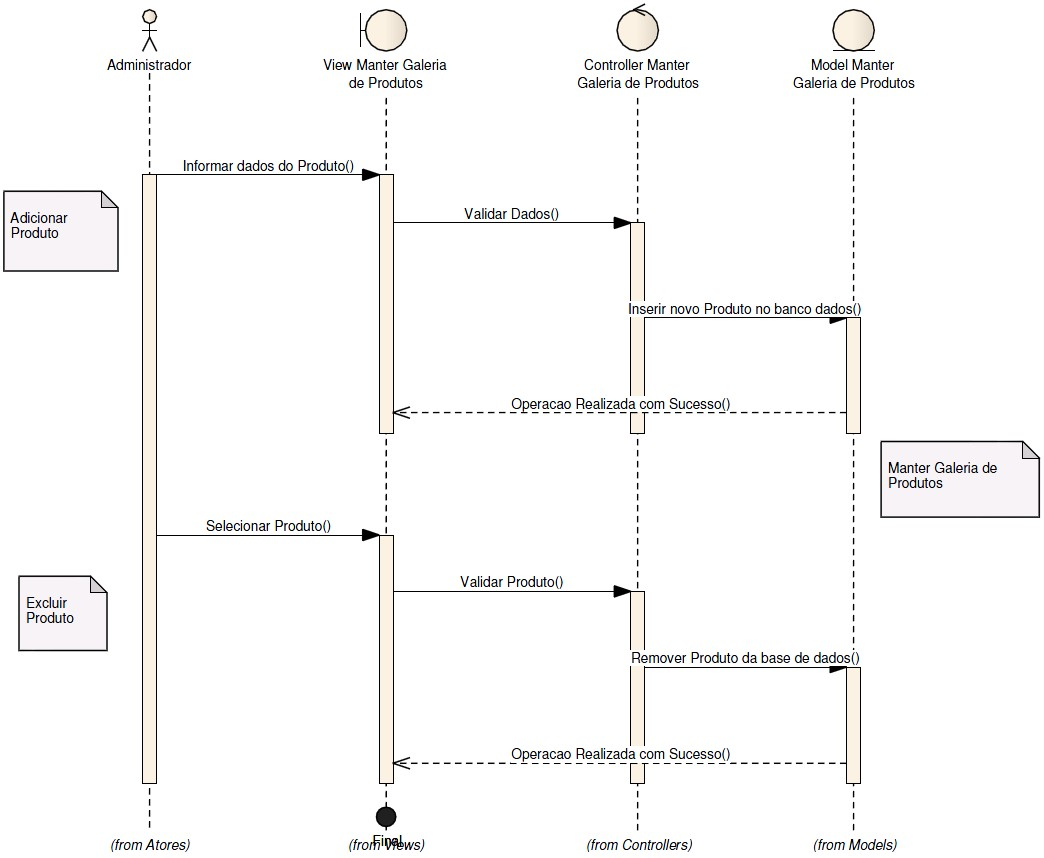 Administrador
View Manter Galeria
de Produtos
Controller Manter
Galeria de Produtos
Model Manter
Galeria de Produtos
Informar dados do Produto()
Adicionar
Produto
Validar Dados()
Inserir novo Produto no banco dados()
Operacao Realizada com Sucesso()
Manter Galeria de
Produtos
Selecionar Produto()
Excluir
Produto
Validar Produto()
Remover Produto da base de dados()
Operacao Realizada com Sucesso()
Final
(from Atores)
(from Views)
(from Controllers)
(from Models)